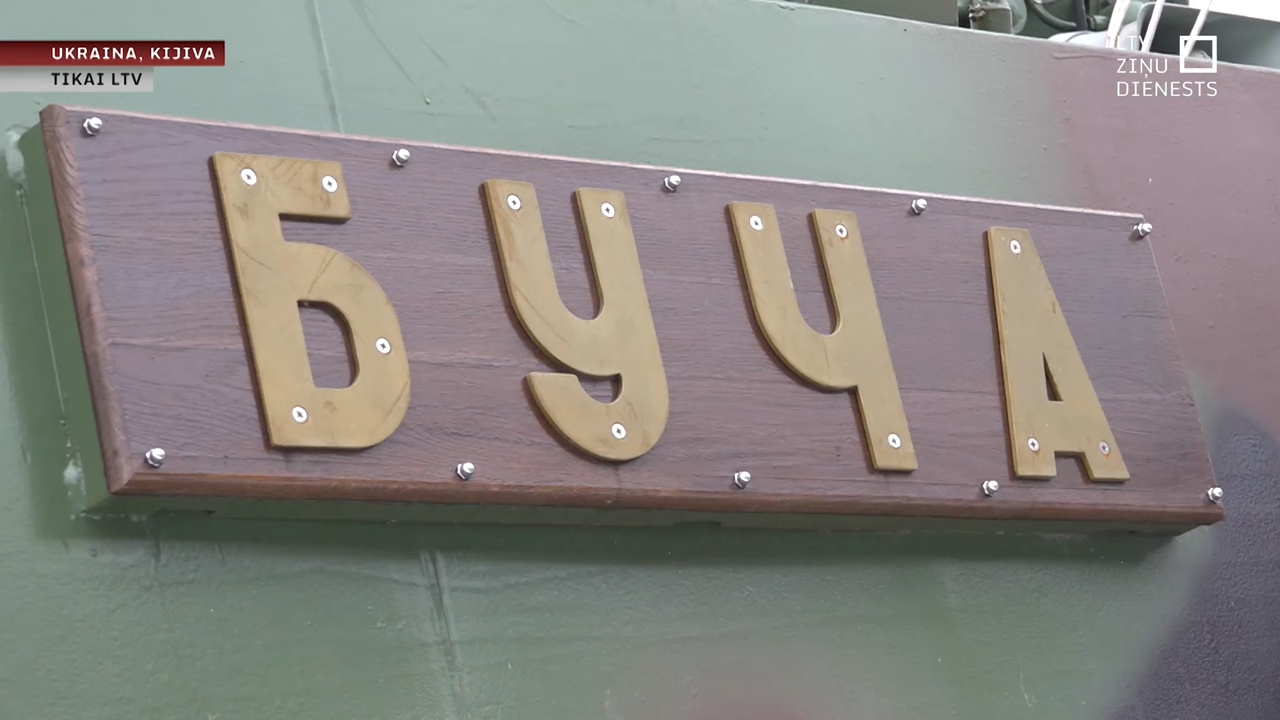 UKRAINA, KIJIVA
TIKAI LTV
LTV
ZIŅU
DIENESTS
БУЧА